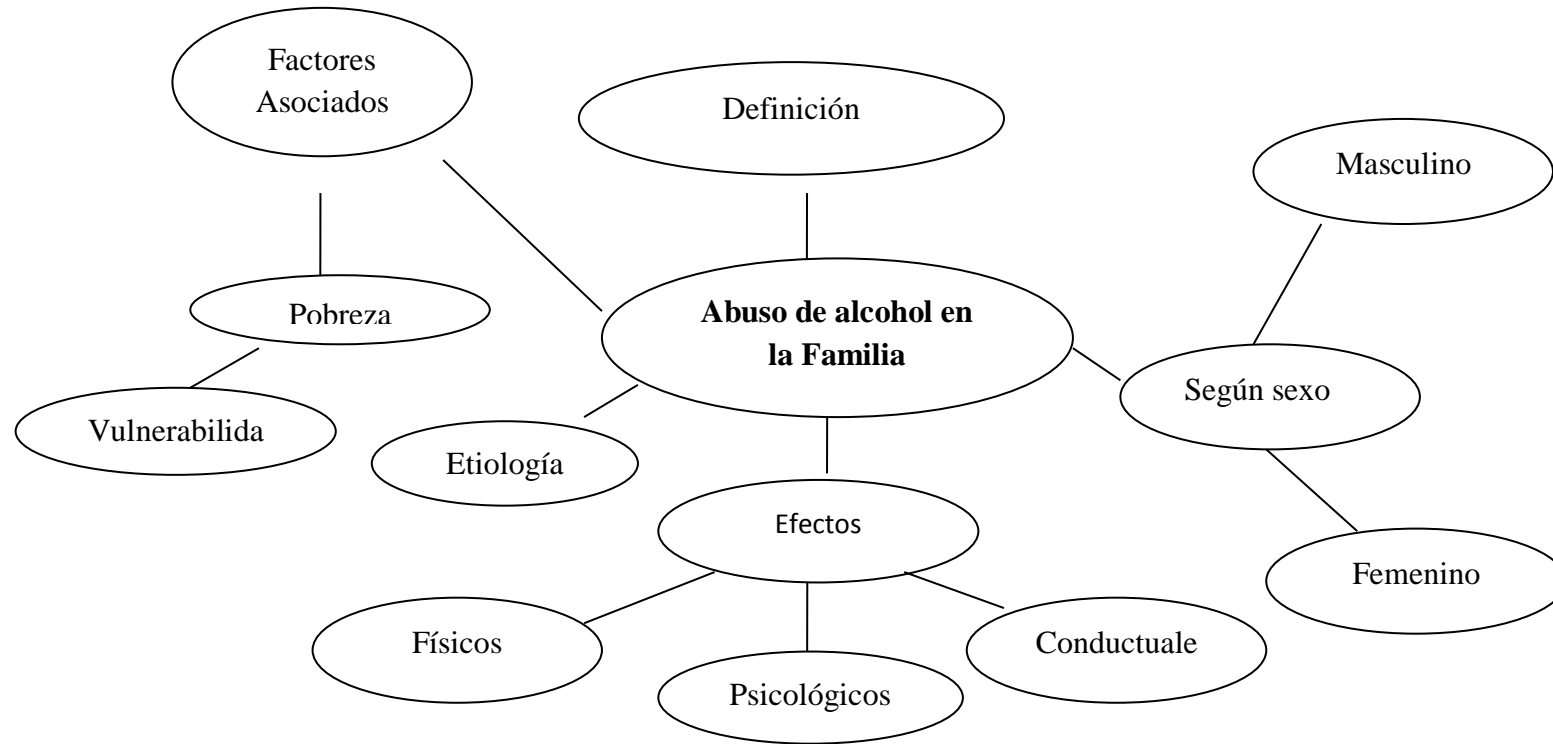 Factores
Asociados
Definición
Masculino
Pobreza
Abuso de alcohol en
la Familia
Según sexo
Vulnerabilida
Etiología
Efectos
Femenino
Físicos
Conductuale
Psicológicos